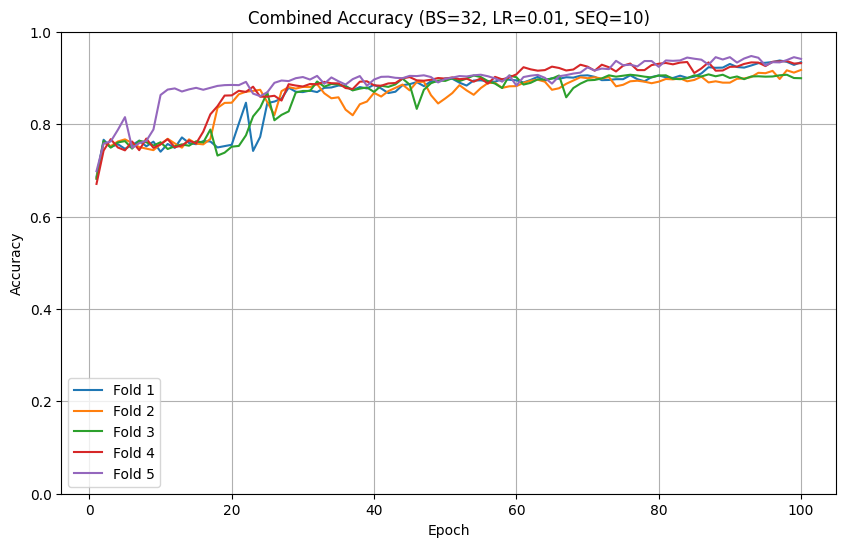 Combined Accuracy (BS=32, LR=0.01, SEQ=10)
1.0
0.8
0.6
0.4
0.2
0.0
Accuracy
Fold 1
Fold 2
Fold 3
Fold 4
Fold 5
0 20 40 60 80 100
Epoch